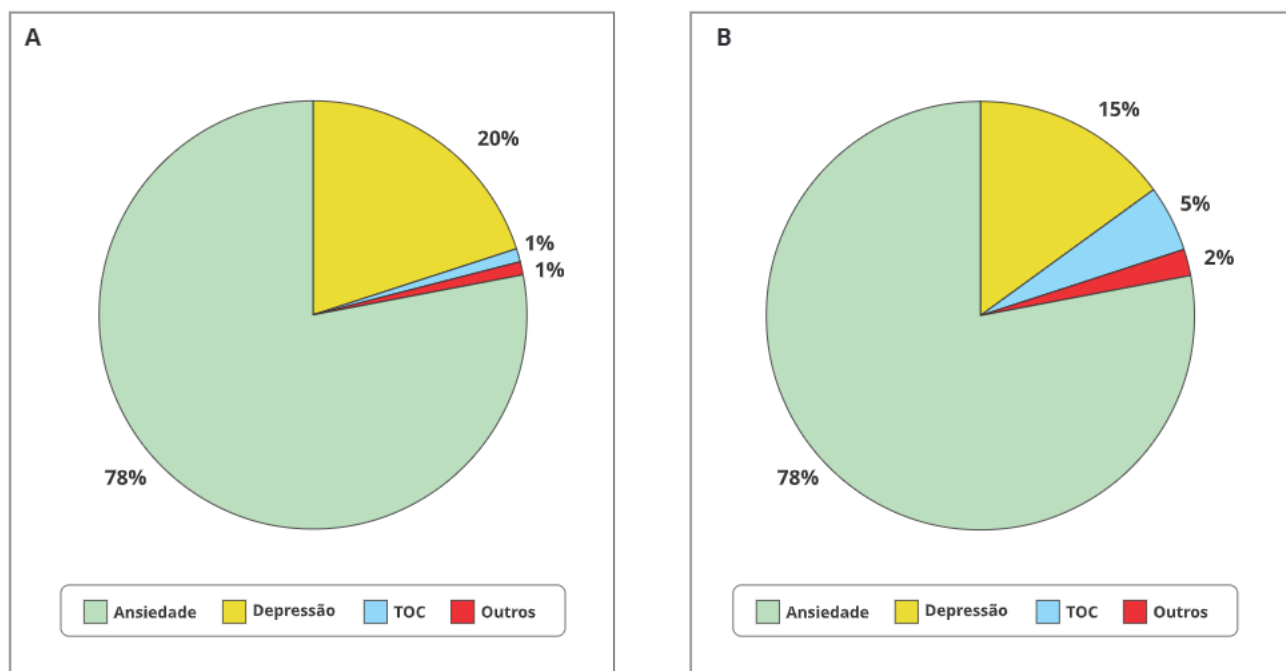 A
20%
1%
1%
78%
Ansiedade Depressão TOC Outros
B
15%
5%
2%
78%
Ansiedade Depressão TOC Outros